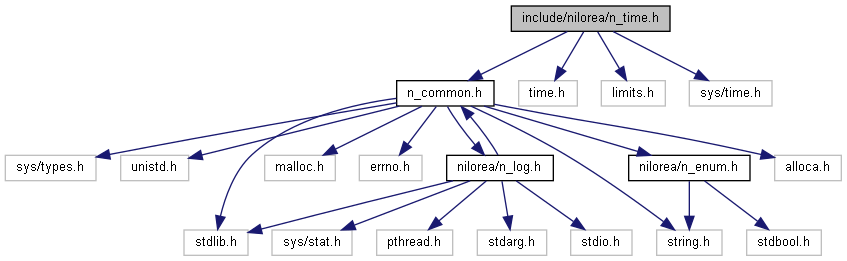 include/nilorea/n_time.h
n_common.h
time.h
limits.h
sys/time.h
sys/types.h
unistd.h
malloc.h
errno.h
nilorea/n_log.h
nilorea/n_enum.h
alloca.h
stdlib.h
sys/stat.h
pthread.h
stdarg.h
stdio.h
string.h
stdbool.h